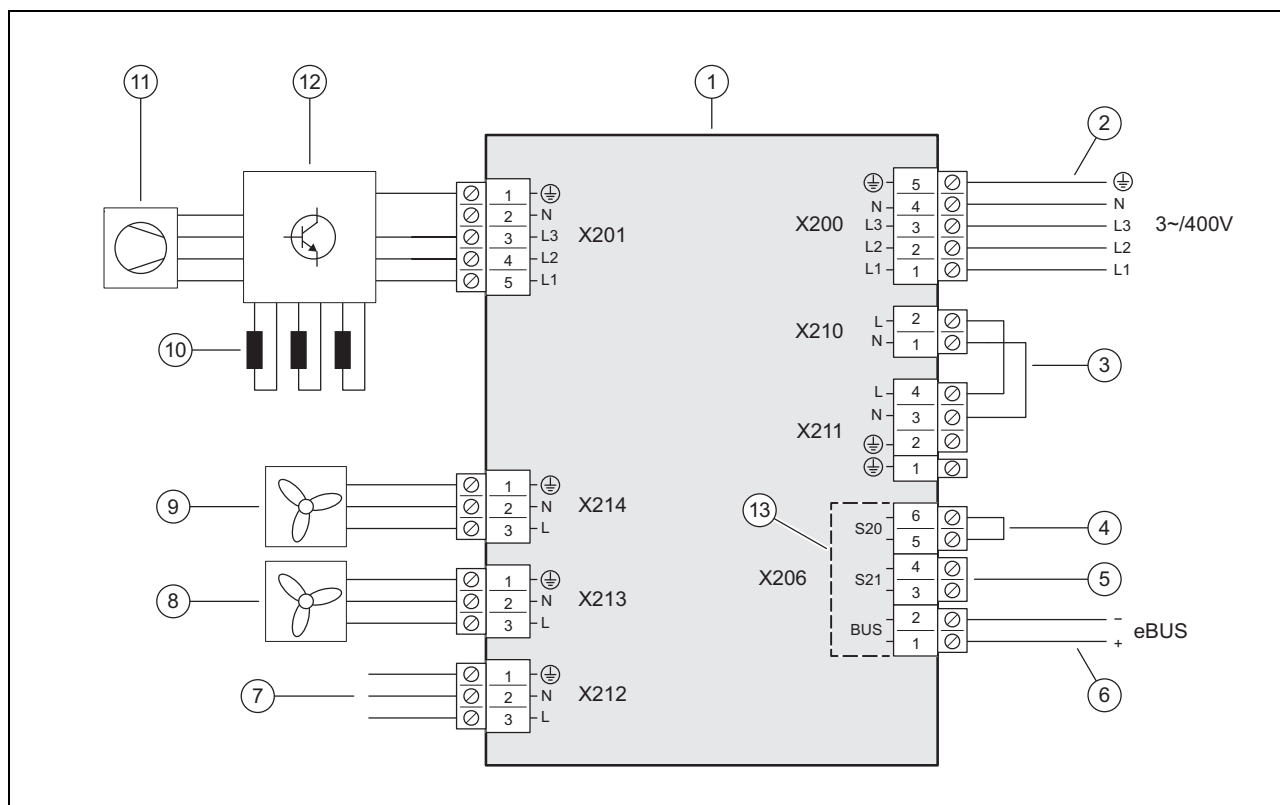 11
12
1
2
1
2 N
3 L3
4 L2
5 L1
X201
X200
5
N 4
L3 3
L2 2
L1 1
N
L3
L2
L1
3~/400V
X210
L 2
N 1
3
10
X211
L 4
N 3
2
1
9
1
2 N
3 L
X214
13
X206
S20
6
5
4
S21
4
3
5
BUS
2
1
–
+
eBUS
6
8
1
2 N
3 L
X213
7
1
2 N
3 L
X212